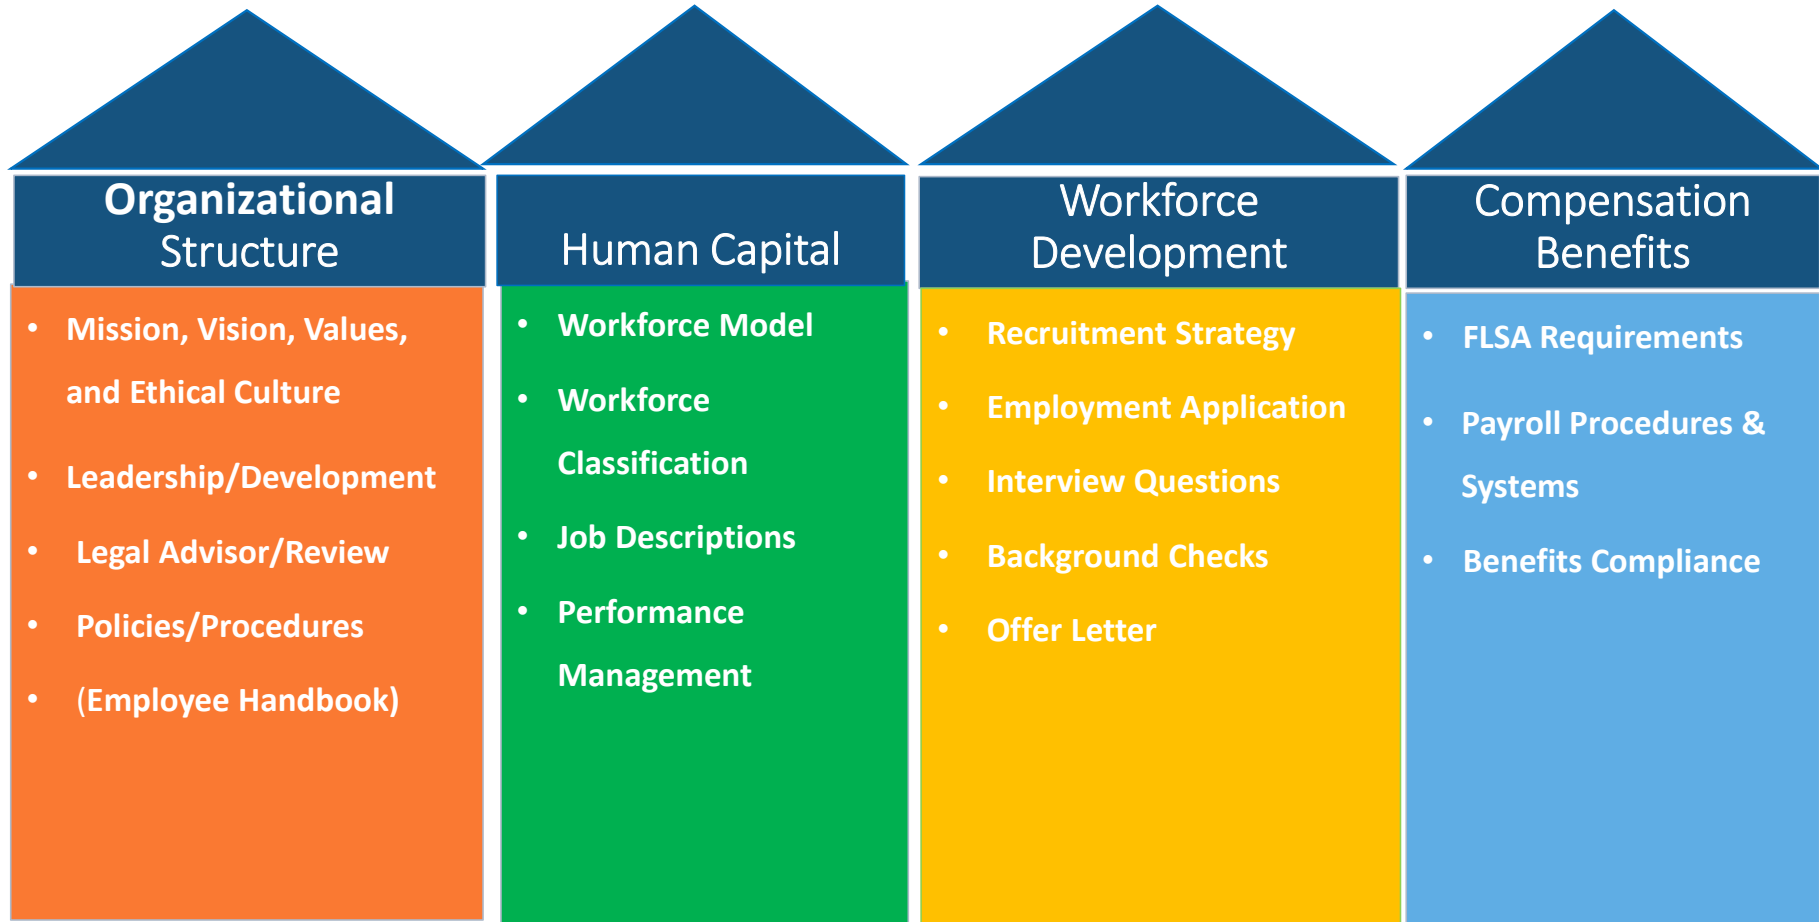 Organizational
Structure
• Mission, Vision, Values,
and Ethical Culture
• Leadership/Development
• Legal Advisor/Review
• Policies/Procedures
• (Employee Handbook)
Human Capital
• Workforce Model
• Workforce
Classification
• Job Descriptions
• Performance
Management
Workforce
Development
• Recruitment Strategy
• Employment Application
• Interview Questions
• Background Checks
• Offer Letter
Compensation
Benefits
• FLSA Requirements
• Payroll Procedures &
Systems
• Benefits Compliance